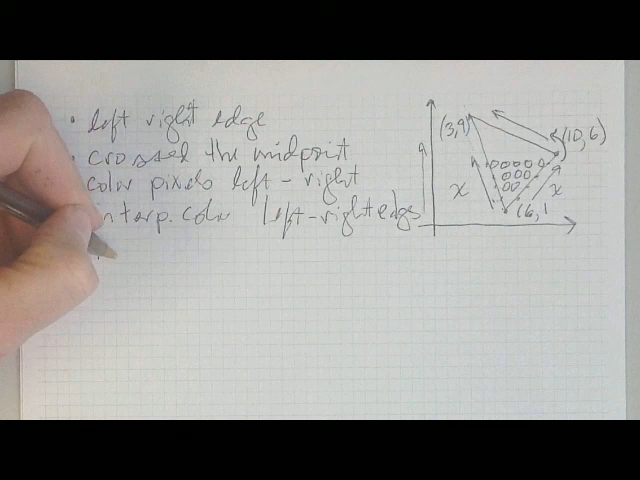 • left right edge
• crossed the midpoint
color pixels left-right
interp. color left-right edges
(3,9)
(10,6)
x
x
(6,1